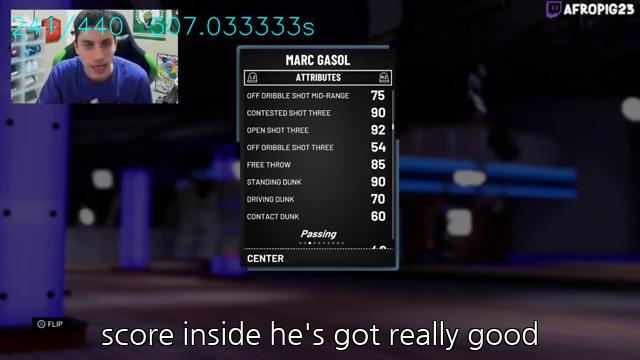 241/440 507.033333s
AFROPIG23
MARC GASOL
L2 ATTRIBUTES R2
OFF DRIBBLE SHOT MID-RANGE 75
CONTESTED SHOT THREE 90
OPEN SHOT THREE 92
OFF DRIBBLE SHOT THREE 54
FREE THROW 85
STANDING DUNK 90
DRIVING DUNK 70
CONTACT DUNK 60
Passing
CENTER
FLIP
score inside he's got really good